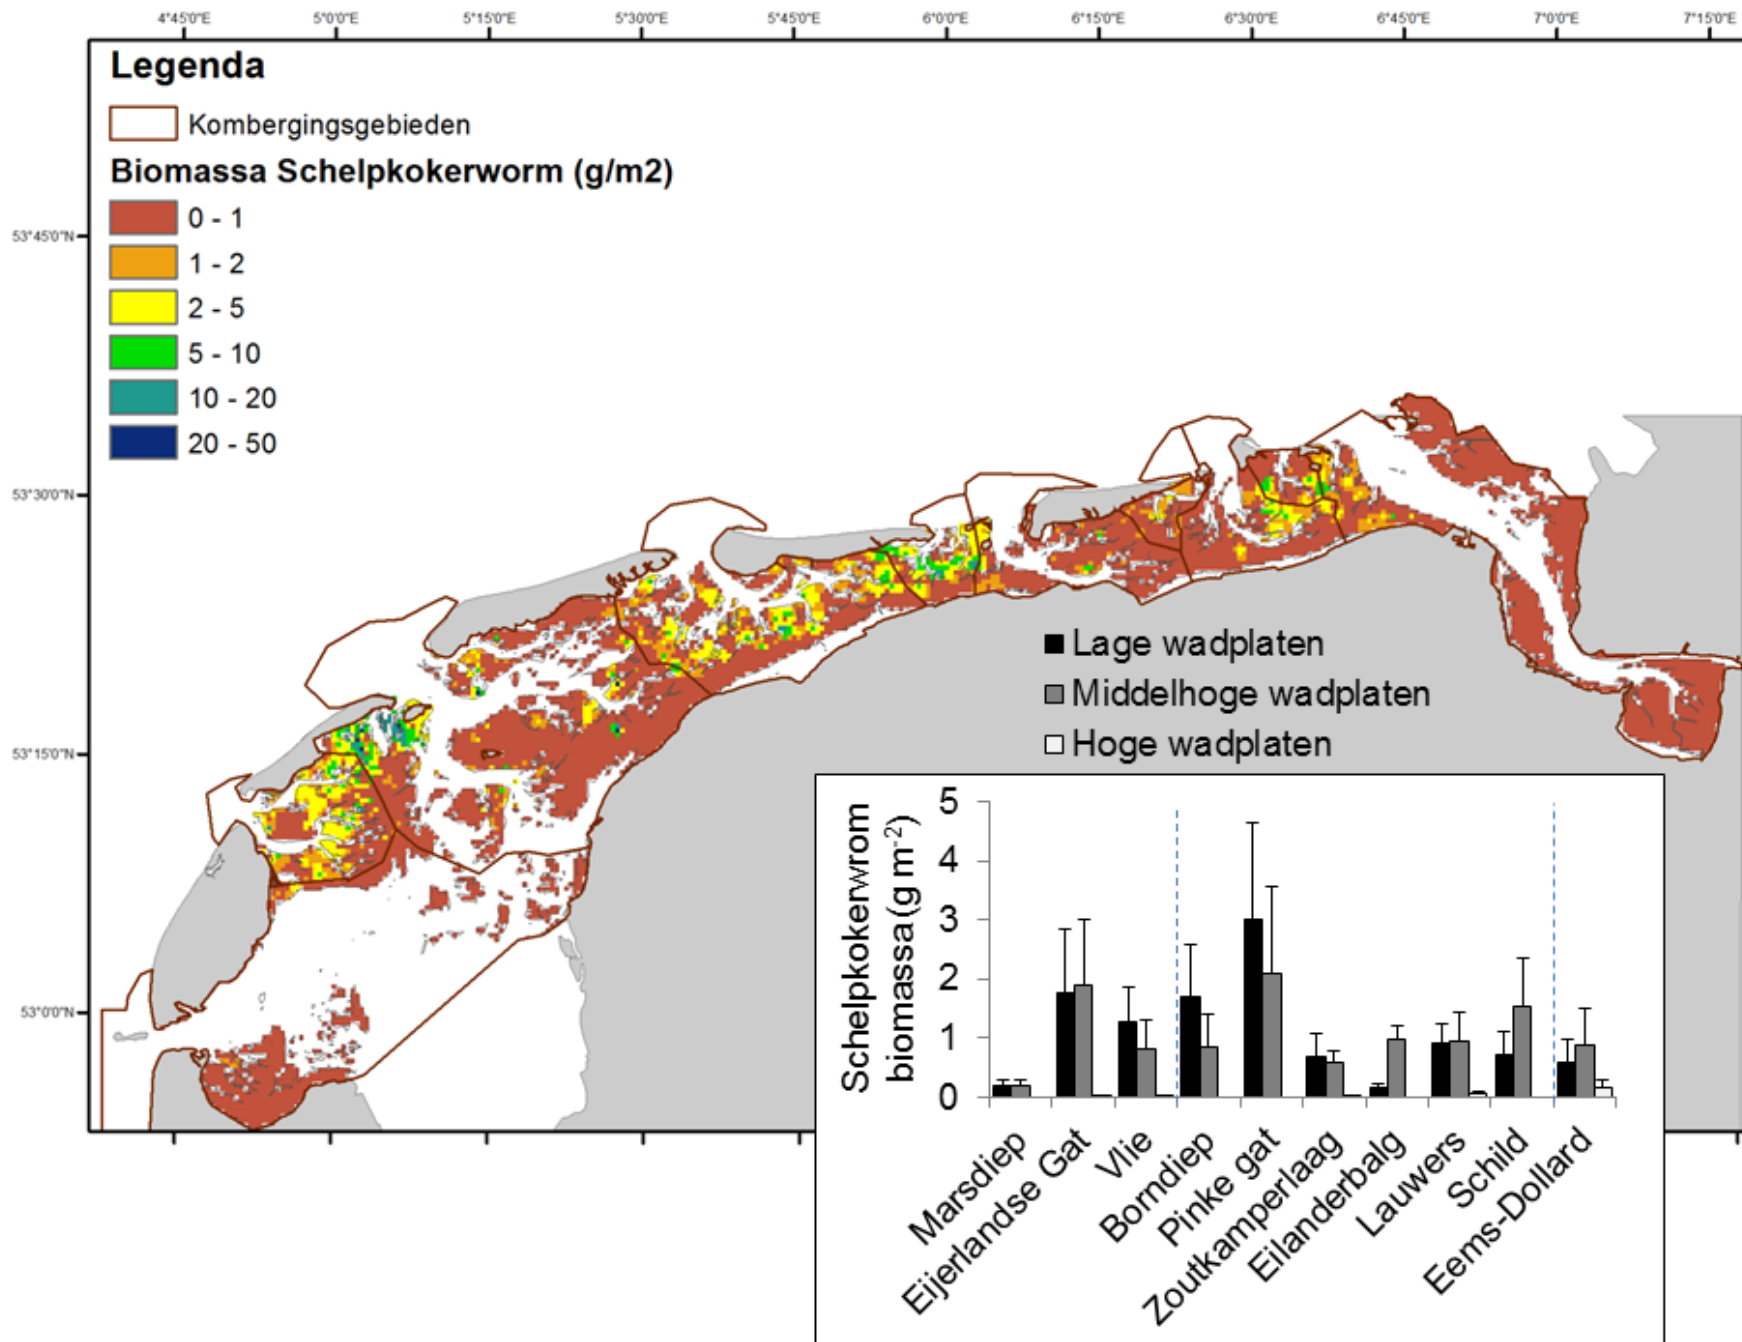 4°45'0"E 5°0'0"E 5°15'0"E 5°30'0"E 5°45'0"E 6°0'0"E 6°15'0"E 6°30'0"E 6°45'0"E 7°0'0"E 7°15'0"E
Legenda
Kombergingsgebieden
Biomassa Schelpkokerworm (g/m2)
0 - 1
1 - 2
2 - 5
5 - 10
10 - 20
20 - 50
53°45'0"N
53°30'0"N
53°15'0"N
53°0'0"N
Lage wadplaten
Middelhoge wadplaten
Hoge wadplaten
Schelpkokerwrom
biomassa (g m-2)
5
4
3
2
1
0
Marsdiep
Eijerlandse Gat
Vlie
Borndiep
Pinke gat
Zoutkamperlaag
Eilanderbalg
Lauwers
Schild
Eems-Dollard